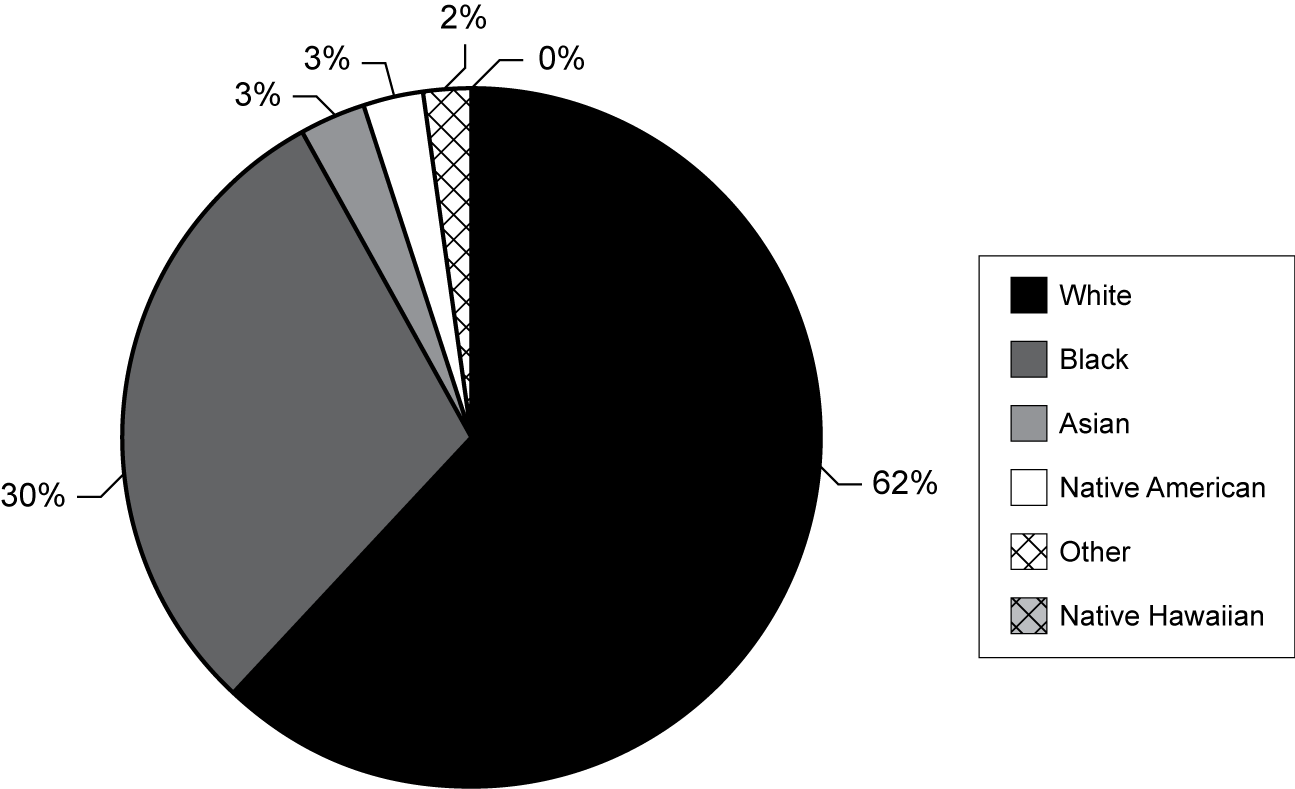 2%
3%
0%
3%
62%
30%
White
Black
Asian
Native American
Other
Native Hawaiian